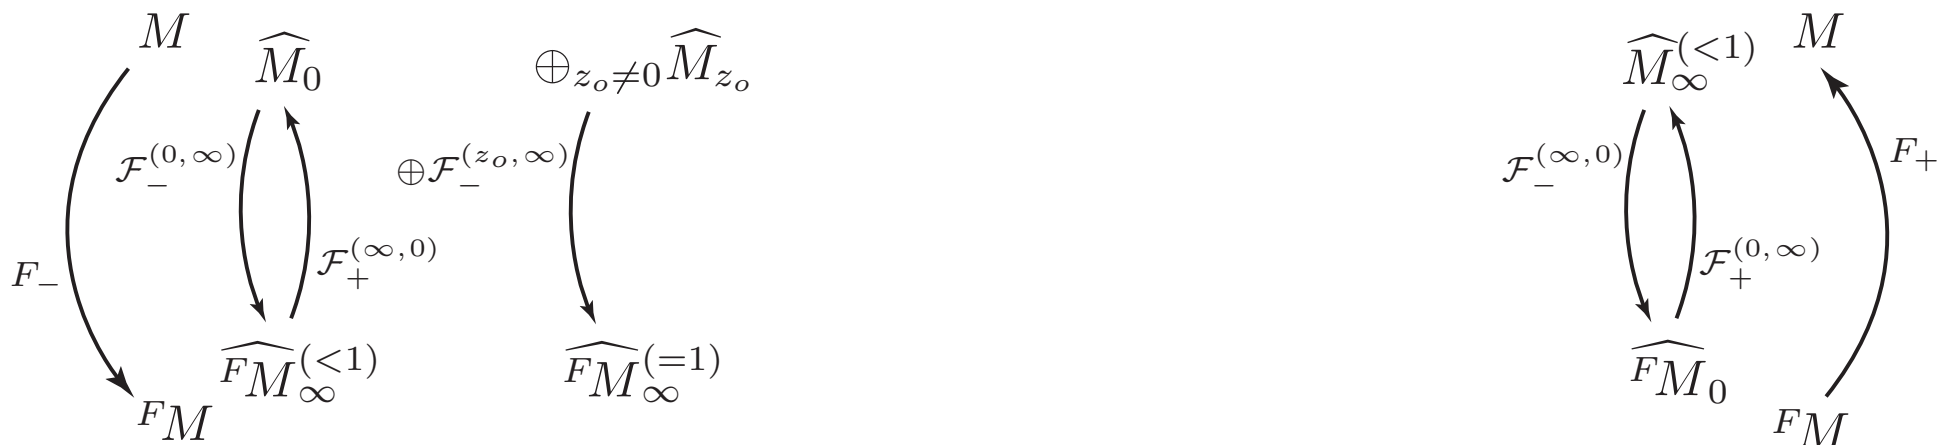 M \widehat{M}_0 \oplus_{z_o \neq 0} \widehat{M}_{z_o} \widehat{M}_\infty^{(<1)} M
\mathcal{F}_-^{(0,\infty)} \oplus\mathcal{F}_-^{(z_o,\infty)} \mathcal{F}_-^{(\infty,0)} F_+
F_- \mathcal{F}_+^{(\infty,0)} \mathcal{F}_+^{(0,\infty)}
\widehat{{}^F\!M}_\infty^{(<1)} \widehat{{}^F\!M}_\infty^{(=1)} \widehat{{}^F\!M}_0
{}^F\!M {}^F\!M